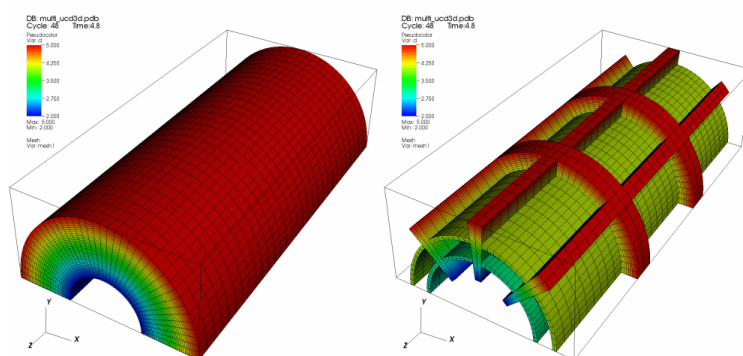 DB: multi_ucd3d.pdb
Cycle: 48 Time:4.8
Pseudocolor
Var: d
5.000
4.250
3.500
2.750
2.000
Max: 5.000
Min: 2.000
Mesh
Var: mesh1
Y
X
Z
DB: multi_ucd3d.pdb
Cycle: 48 Time:4.8
Pseudocolor
Var: d
5.000
4.250
3.500
2.750
2.000
Max: 5.000
Min: 2.000
Mesh
Var: mesh1
Y
X
Z